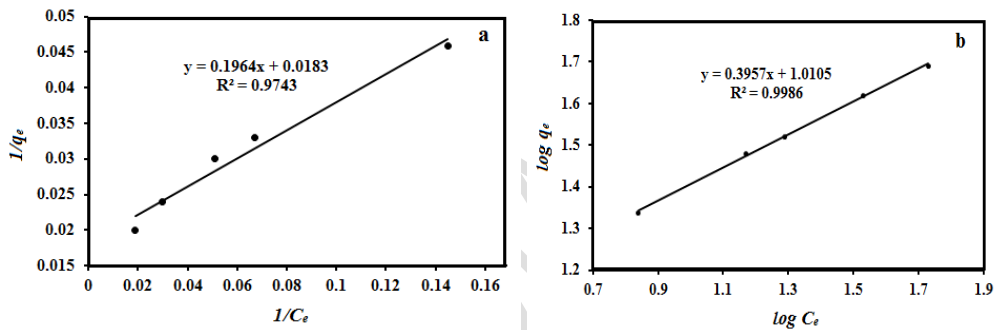 a
y = 0.1964x + 0.0183
R² = 0.9743
0.05
0.045
0.04
0.035
0.03
0.025
0.02
0.015
1/qe
0 0.02 0.04 0.06 0.08 0.1 0.12 0.14 0.16
1/Ce
b
y = 0.3957x + 1.0105
R² = 0.9986
1.8
1.7
1.6
1.5
1.4
1.3
1.2
log qe
0.7 0.9 1.1 1.3 1.5 1.7 1.9
log Ce